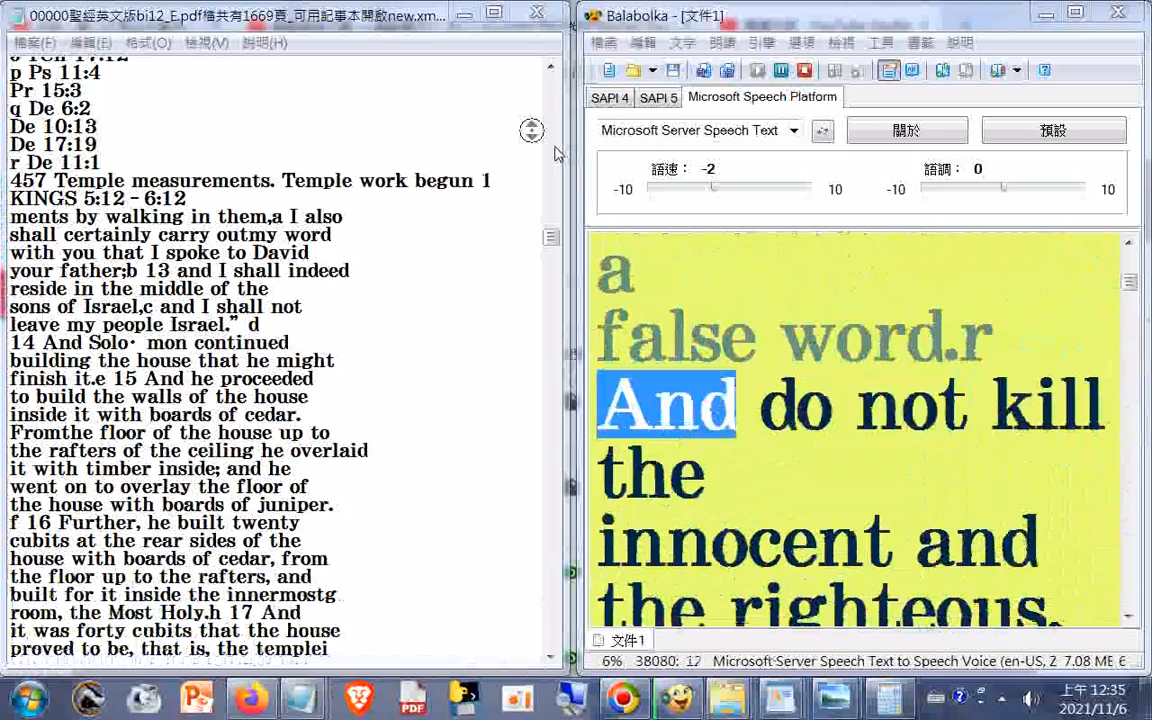 00000聖經英文版bi12_E.pdf檔共有1669頁_可用記事本開啟new.xm...
檔案(F) 編輯(E) 格式(O) 檢視(V) 說明(H)
p Ps 11:4
Pr 15:3
q De 6:2
De 10:13
De 17:19
r De 11:1
457 Temple measurements. Temple work begun 1
KINGS 5:12–6:12
ments by walking in them,a I also
shall certainly carry outmy word
with you that I spoke to David
your father;b 13 and I shall indeed
reside in the middle of the
sons of Israel,c and I shall not
leave my people Israel.” d
14 And Solo· mon continued
building the house that he might
finish it.e 15 And he proceeded
to build the walls of the house
inside it with boards of cedar.
Fromthe floor of the house up to
the rafters of the ceiling he overlaid
it with timber inside; and he
went on to overlay the floor of
the house with boards of juniper.
f 16 Further, he built twenty
cubits at the rear sides of the
house with boards of cedar, from
the floor up to the rafters, and
built for it inside the innermostg
room, the Most Holy.h 17 And
it was forty cubits that the house
proved to be, that is, the templei
Balabolka - [文件1]
檔案 編輯 文字 朗讀 引擎 選項 檢視 工具 書籤 說明
SAPI 4 SAPI 5 Microsoft Speech Platform
Microsoft Server Speech Text 關於 預設
語速： -2 語調： 0
-10 10 -10 10
a
false word.r
And do not kill
the
innocent and
the righteous,
文件1
6% 38080: 12 Microsoft Server Speech Text to Speech Voice (en-US, 2 7.08 MB 6
PDF
上午 12:35
2021/11/6